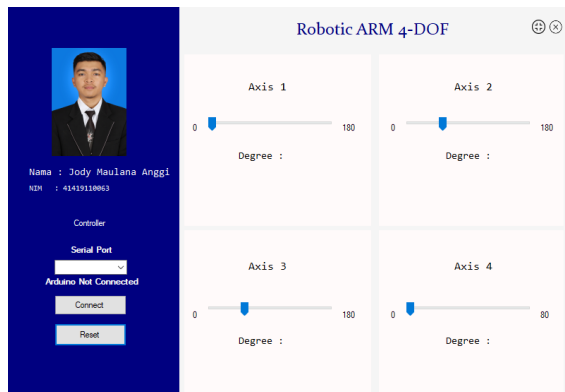 Robotic ARM 4-DOF
Nama : Jody Maulana Anggi
NIM : 41419110063
Controller
Serial Port
Arduino Not Connected
Connect
Reset
Axis 1
0 180
Degree :
Axis 2
0 180
Degree :
Axis 3
0 180
Degree :
Axis 4
0 80
Degree :